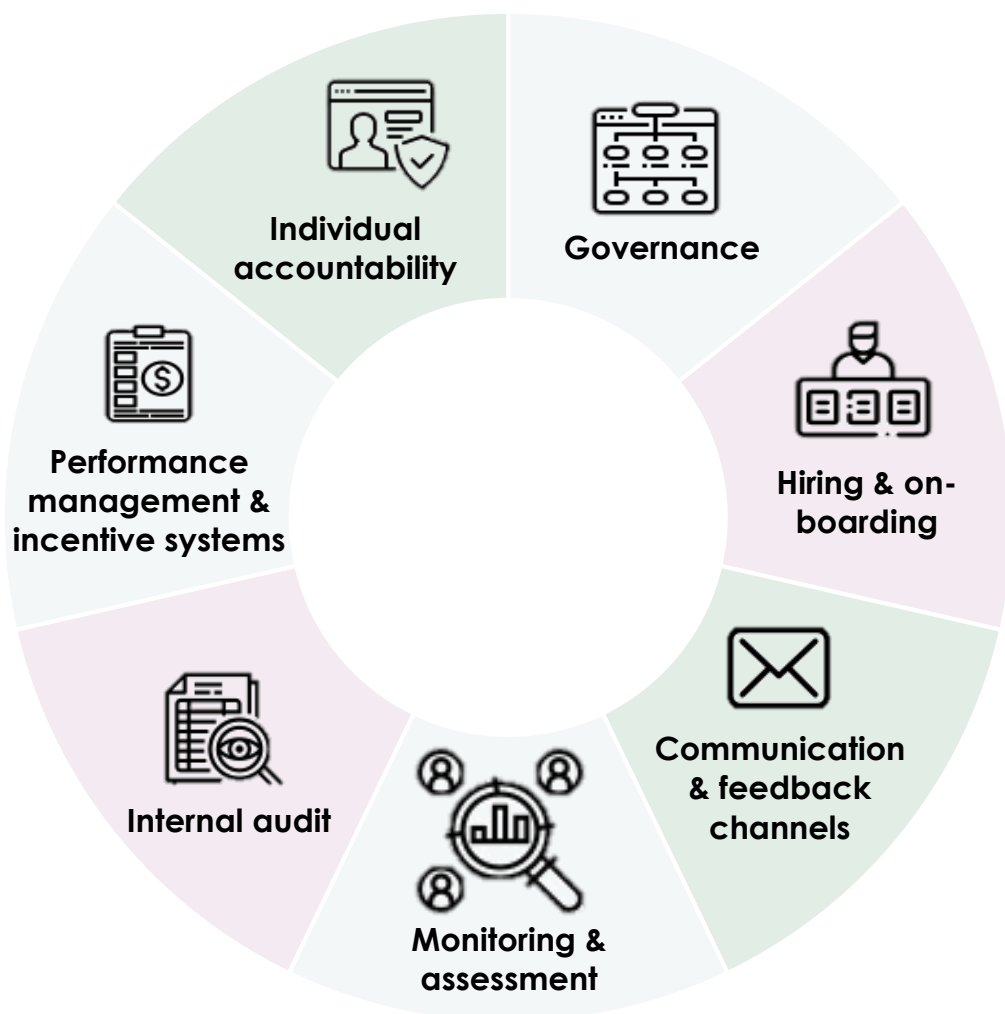 Individual
accountability
Governance
Hiring & on-
boarding
Communication
& feedback
channels
Monitoring &
assessment
Internal audit
Performance
management &
incentive systems